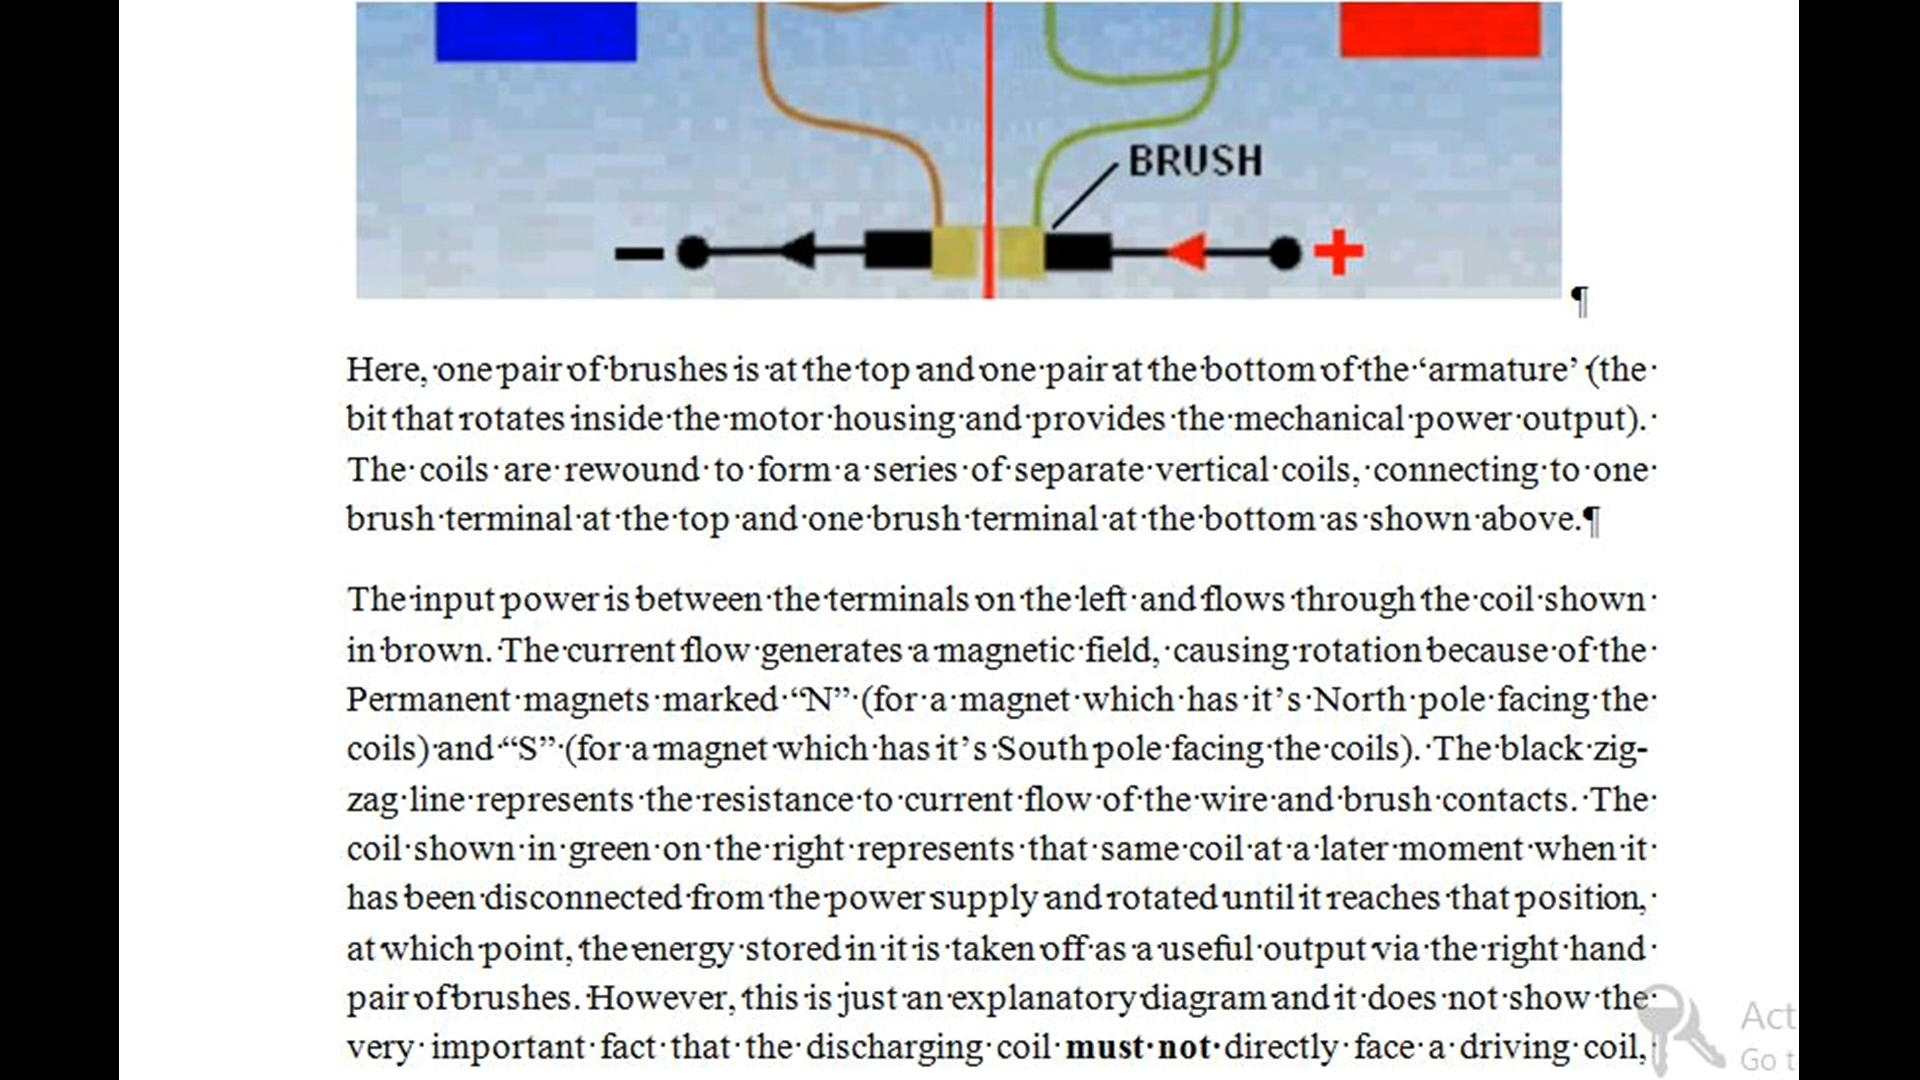 BRUSH
− +
¶
Here, one pair of brushes is at the top and one pair at the bottom of the ‘armature’ (the
bit that rotates inside the motor housing and provides the mechanical power output).
The coils are rewound to form a series of separate vertical coils, connecting to one
brush terminal at the top and one brush terminal at the bottom as shown above.¶
The input power is between the terminals on the left and flows through the coil shown
in brown. The current flow generates a magnetic field, causing rotation because of the
Permanent magnets marked “N” (for a magnet which has it’s North pole facing the
coils) and “S” (for a magnet which has it’s South pole facing the coils). The black zig-
zag line represents the resistance to current flow of the wire and brush contacts. The
coil shown in green on the right represents that same coil at a later moment when it
has been disconnected from the power supply and rotated until it reaches that position,
at which point, the energy stored in it is taken off as a useful output via the right hand
pair of brushes. However, this is just an explanatory diagram and it does not show the
very important fact that the discharging coil must not directly face a driving coil,
Act
Go t